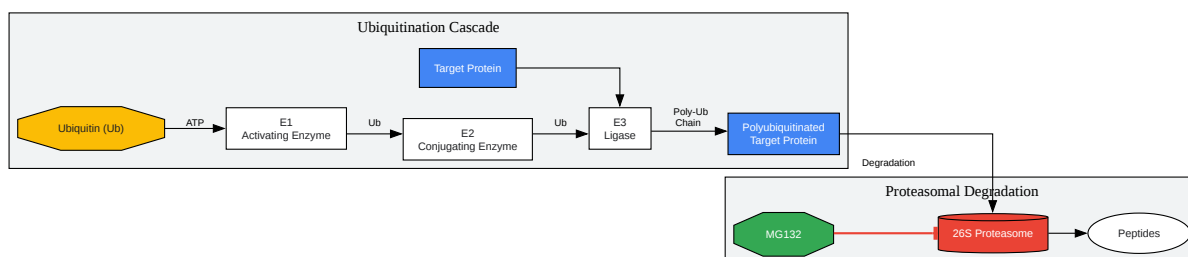 Ubiquitination Cascade
Target Protein
Ubiquitin (Ub)
ATP
E1
Activating Enzyme
Ub
E2
Conjugating Enzyme
Ub
E3
Ligase
Poly-Ub
Chain
Polyubiquitinated
Target Protein
Degradation
Proteasomal Degradation
MG132
26S Proteasome
Peptides